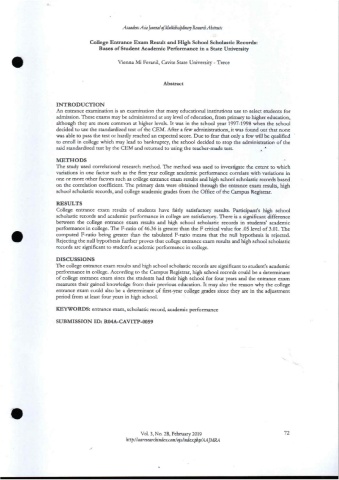 Ascendens Asia Journal of Multidisciplinary Research Abstracts
College Entrance Exam Result and High School Scholastic Records:
Bases of Student Academic Performance in a State University
Vienna Mi Feranil, Cavite State University - Tanza
Abstract
INTRODUCTION
An entrance examination is an examination that many educational institutions use to select students for
admission. These exams may be administered at any level of education, from primary to higher education,
although they are more common at higher levels. It was in the school year 1997-1998 when the school
decided to use the standardized test of the CEM. After a few administrations, it was found out that none
was able to pass the test or hardly reached an expected score. Due to fear that only a few will be qualified
to enroll in college which may lead to bankruptcy, the school decided to stop the administration of the
said standardized test by the CEM and returned to using the teacher-made test.
METHODS
The study used correlational research method. The method was used to investigate the extent to which
variations in one factor such as the first year college academic performance correlate with variations in
one or more other factors such as college entrance exam results and high school scholastic records based
on the correlation coefficient. The primary data were obtained through the entrance exam results, high
school scholastic records, and college academic grades from the Office of the Campus Registrar.
RESULTS
College entrance exam results of students have fairly satisfactory results. Participant's high school
scholastic records and academic performance in college are satisfactory. There is a significant difference
between the college entrance exam results and high school scholastic records in students' academic
performance in college. The F-ratio of 46.36 is greater than the F critical value for .05 level of 3.01. The
computed F-ratio being greater than the tabulated F-ratio means that the null hypothesis is rejected.
Rejecting the null hypothesis further proves that college entrance exam results and high school scholastic
records are significant to student's academic performance in college.
DISCUSSIONS
The college entrance exam results and high school scholastic records are significant to student's academic
performance in college. According to the Campus Registrar, high school records could be a determinant
of college entrance exam since the students had their high school for four years and the entrance exam
measures their gained knowledge from their previous education. It may also the reason why the college
entrance exam could also be a determinant of first-year college grades since they are in the adjustment
period from at least four years in high school.
KEYWORDS: entrance exam, scholastic record, academic performance
SUBMISSION ID: R04A-CAVITP-0059
Vol. 3, No. 2B, February 2019
72
http://aaresearchindex.com/ojs/index.php/AAJMRA